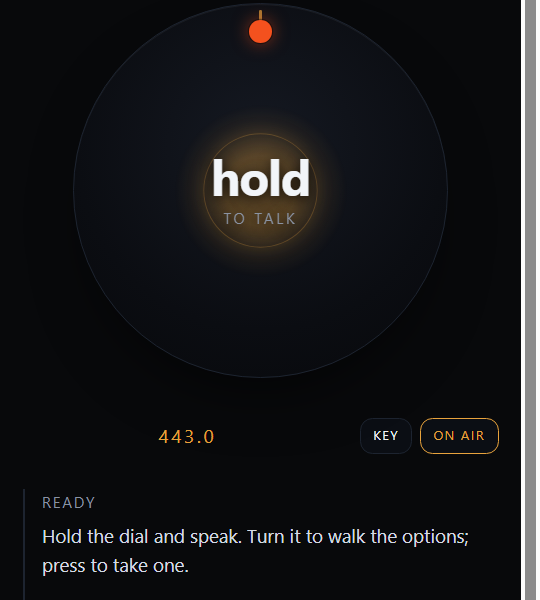 hold
TO TALK
443.0
KEY
ON AIR
READY
Hold the dial and speak. Turn it to walk the options;
press to take one.